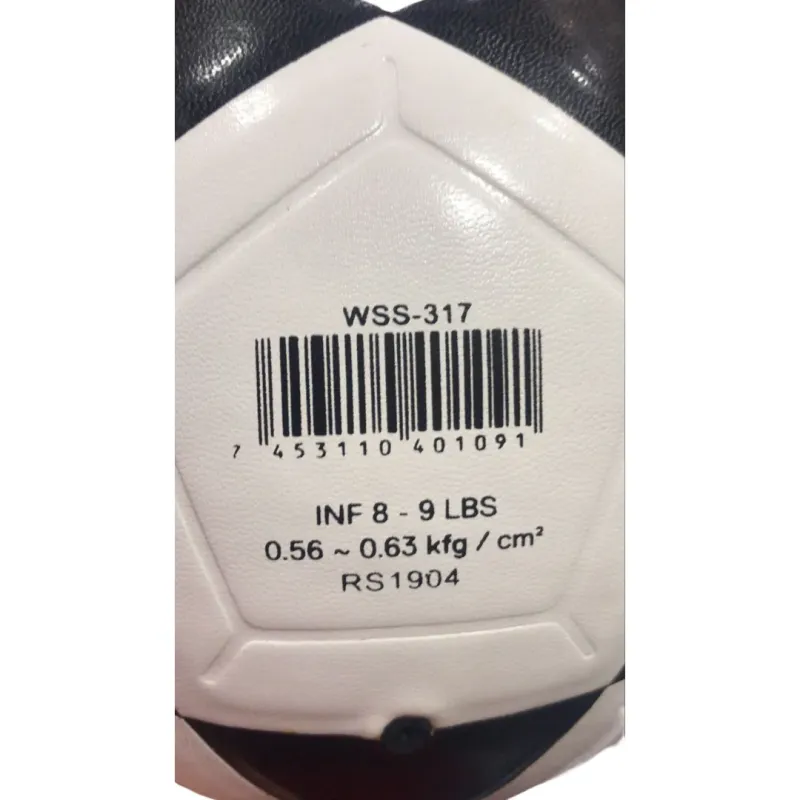 WSS-317
7 453110 401091
INF 8 - 9 LBS
0.56 ~ 0.63 kfg / cm²
RS1904